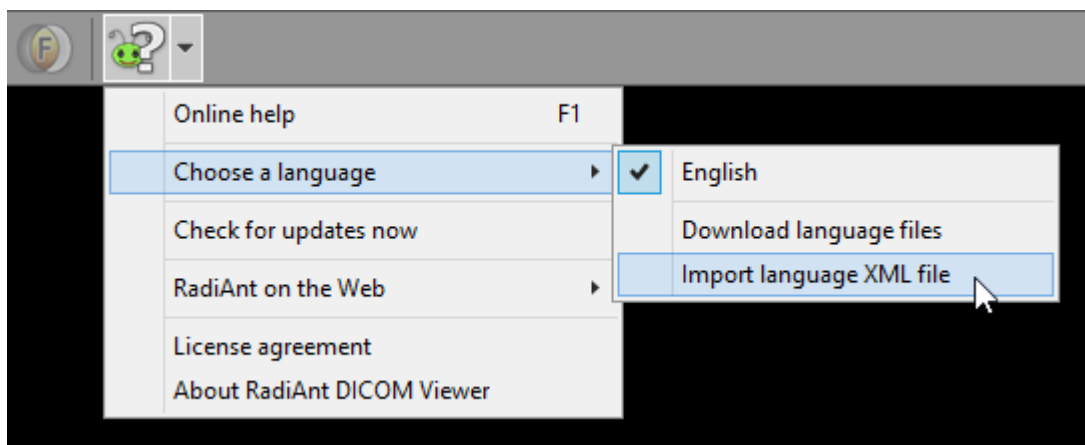 F
?
Online help F1
Choose a language
English
Check for updates now
Download language files
RadiAnt on the Web
Import language XML file
License agreement
About RadiAnt DICOM Viewer